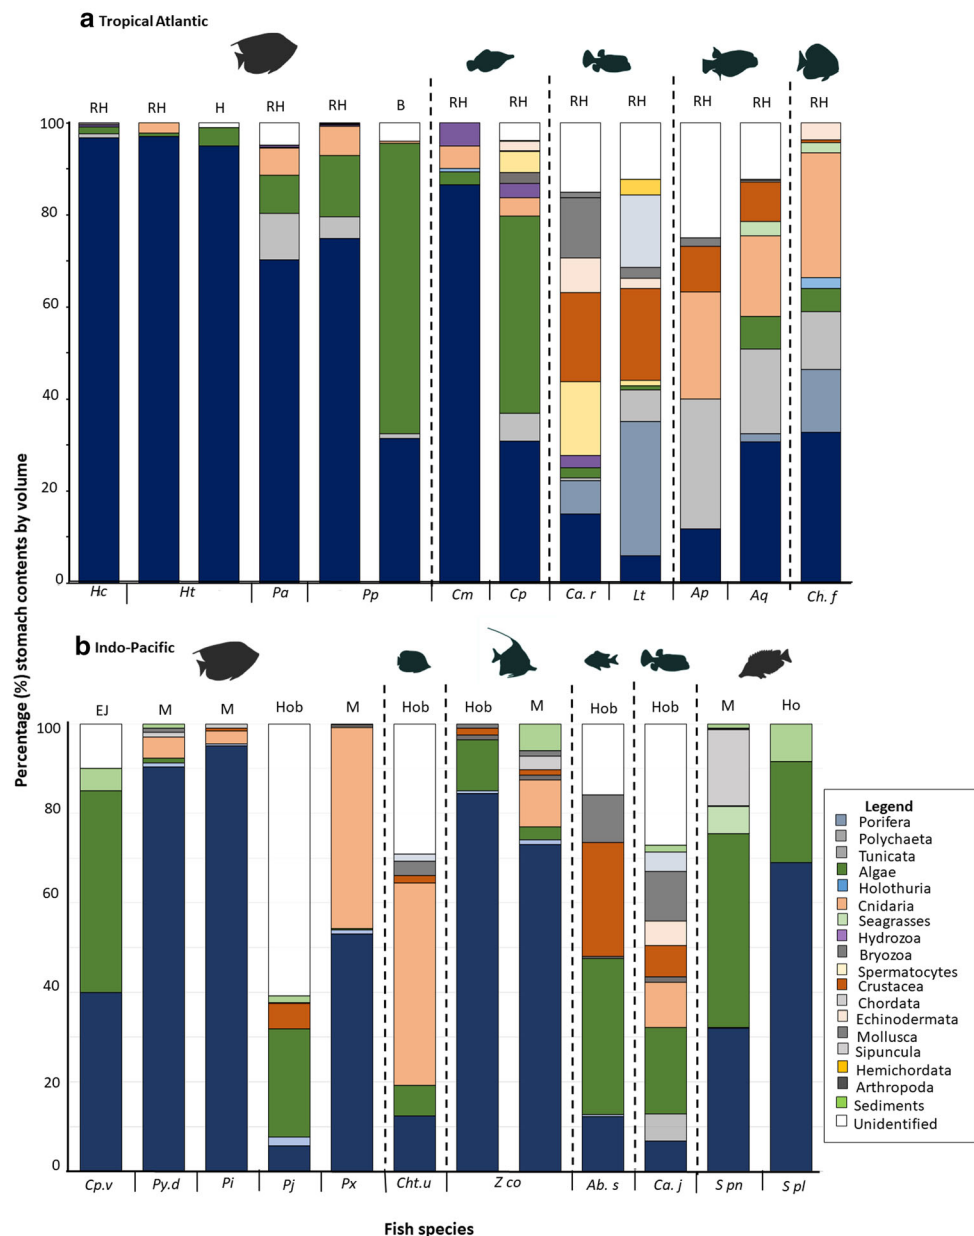 a Tropical Atlantic
RH RH H RH RH B RH RH RH RH RH RH RH
100
80
60
40
20
0
Hc Ht Pa Pp Cm Cp Ca. r Lt Ap Aq Ch. f
Percentage (%) stomach contents by volume
b Indo-Pacific
EJ M M Hob M Hob Hob M Hob Hob M Ho
100
80
60
40
20
0
Cp.v Py.d Pi Pj Px Cht.u Z co Ab. s Ca. j S pn S pl
Fish species
Legend
Porifera
Polychaeta
Tunicata
Algae
Holothuria
Cnidaria
Seagrasses
Hydrozoa
Bryozoa
Spermatocytes
Crustacea
Chordata
Echinodermata
Mollusca
Sipuncula
Hemichordata
Arthropoda
Sediments
Unidentified